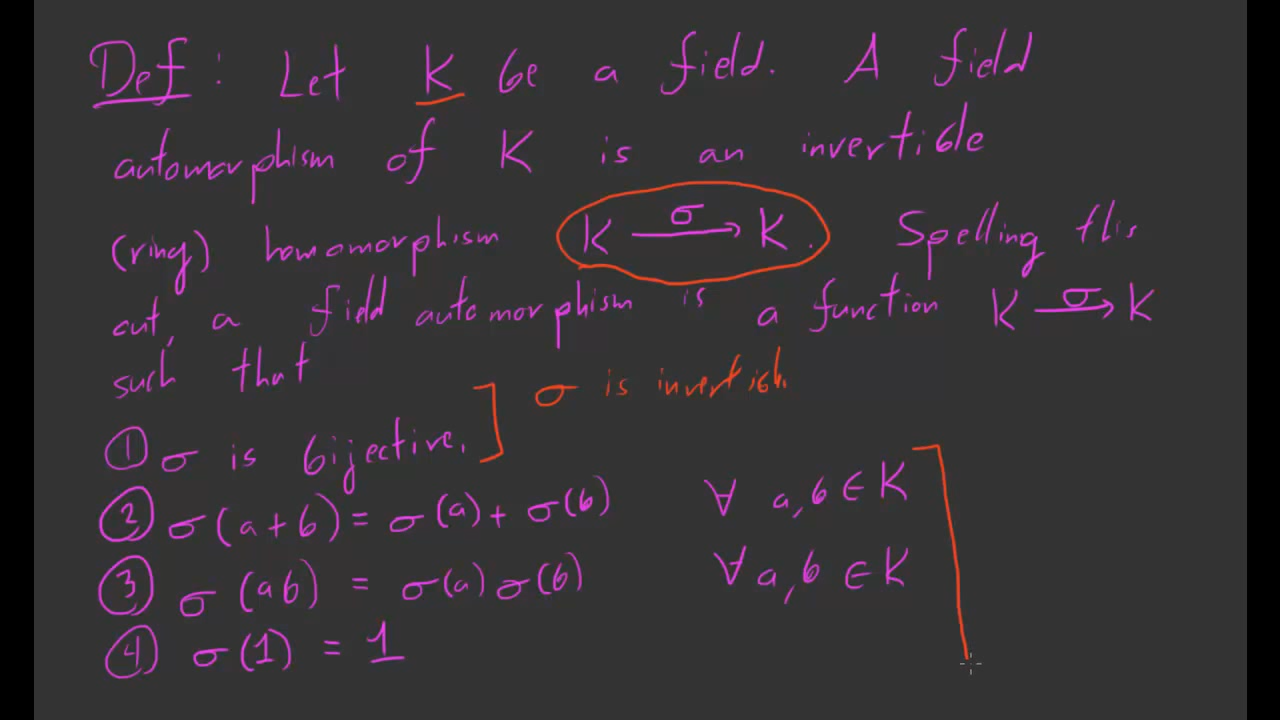 Def: Let K be a field. A field
automorphism of K is an invertible
(ring) homomorphism K →^σ K. Spelling this
out, a field automorphism is a function K →^σ K
such that
σ is invertible.
① σ is bijective.
② σ(a+b) = σ(a) + σ(b) ∀ a,b ∈ K
③ σ(ab) = σ(a)σ(b) ∀ a,b ∈ K
④ σ(1) = 1